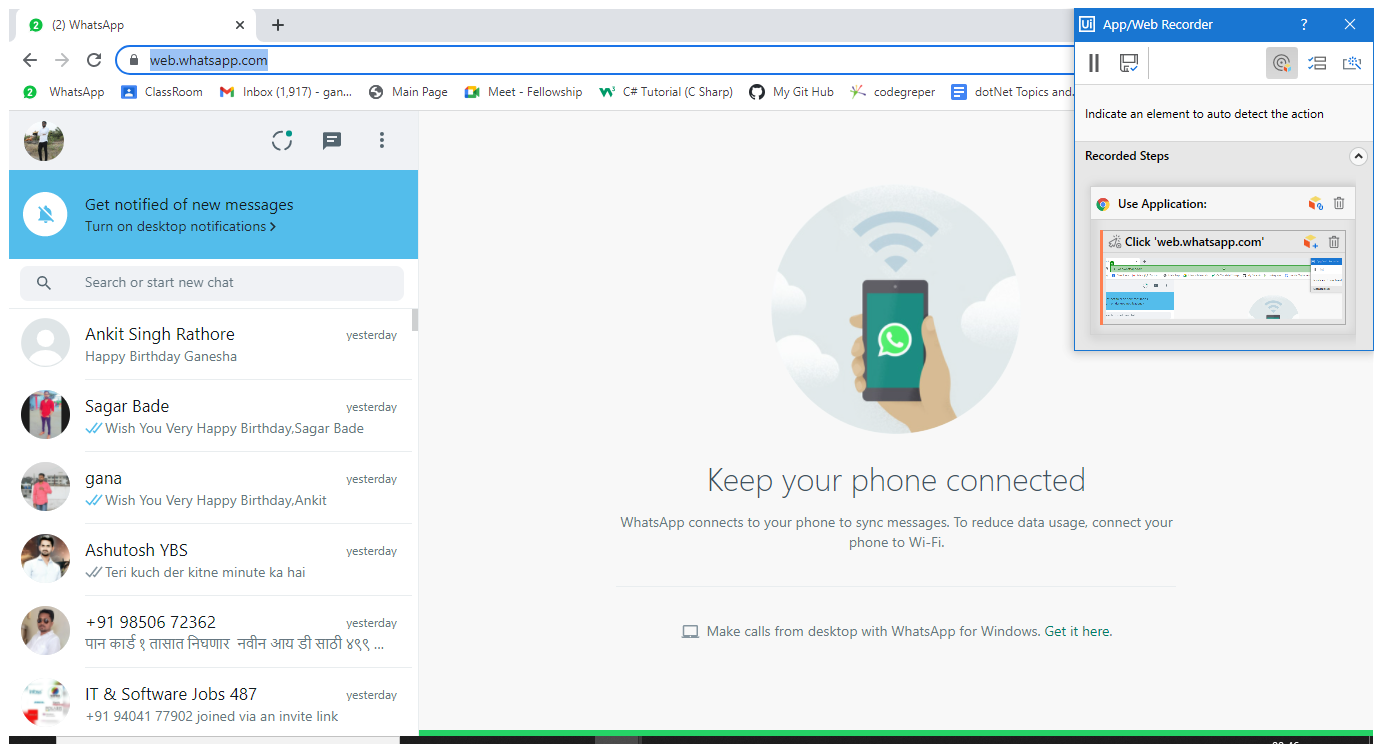 2 (2) WhatsApp
web.whatsapp.com
2 WhatsApp ClassRoom Inbox (1,917) - gan... Main Page Meet - Fellowship C# Tutorial (C Sharp) My Git Hub codegreper dotNet Topics and.
Ui App/Web Recorder ?
Indicate an element to auto detect the action
Recorded Steps
Use Application:
Click 'web.whatsapp.com'
Get notified of new messages
Turn on desktop notifications >
Search or start new chat
Ankit Singh Rathore yesterday
Happy Birthday Ganesha
Sagar Bade yesterday
Wish You Very Happy Birthday,Sagar Bade
gana yesterday
Wish You Very Happy Birthday,Ankit
Ashutosh YBS yesterday
Teri kuch der kitne minute ka hai
+91 98506 72362 yesterday
पान कार्ड १ तासात निघणार नवीन आय डी साठी ४९९ ...
IT & Software Jobs 487 yesterday
+91 94041 77902 joined via an invite link
Keep your phone connected
WhatsApp connects to your phone to sync messages. To reduce data usage, connect your
phone to Wi-Fi.
Make calls from desktop with WhatsApp for Windows. Get it here.